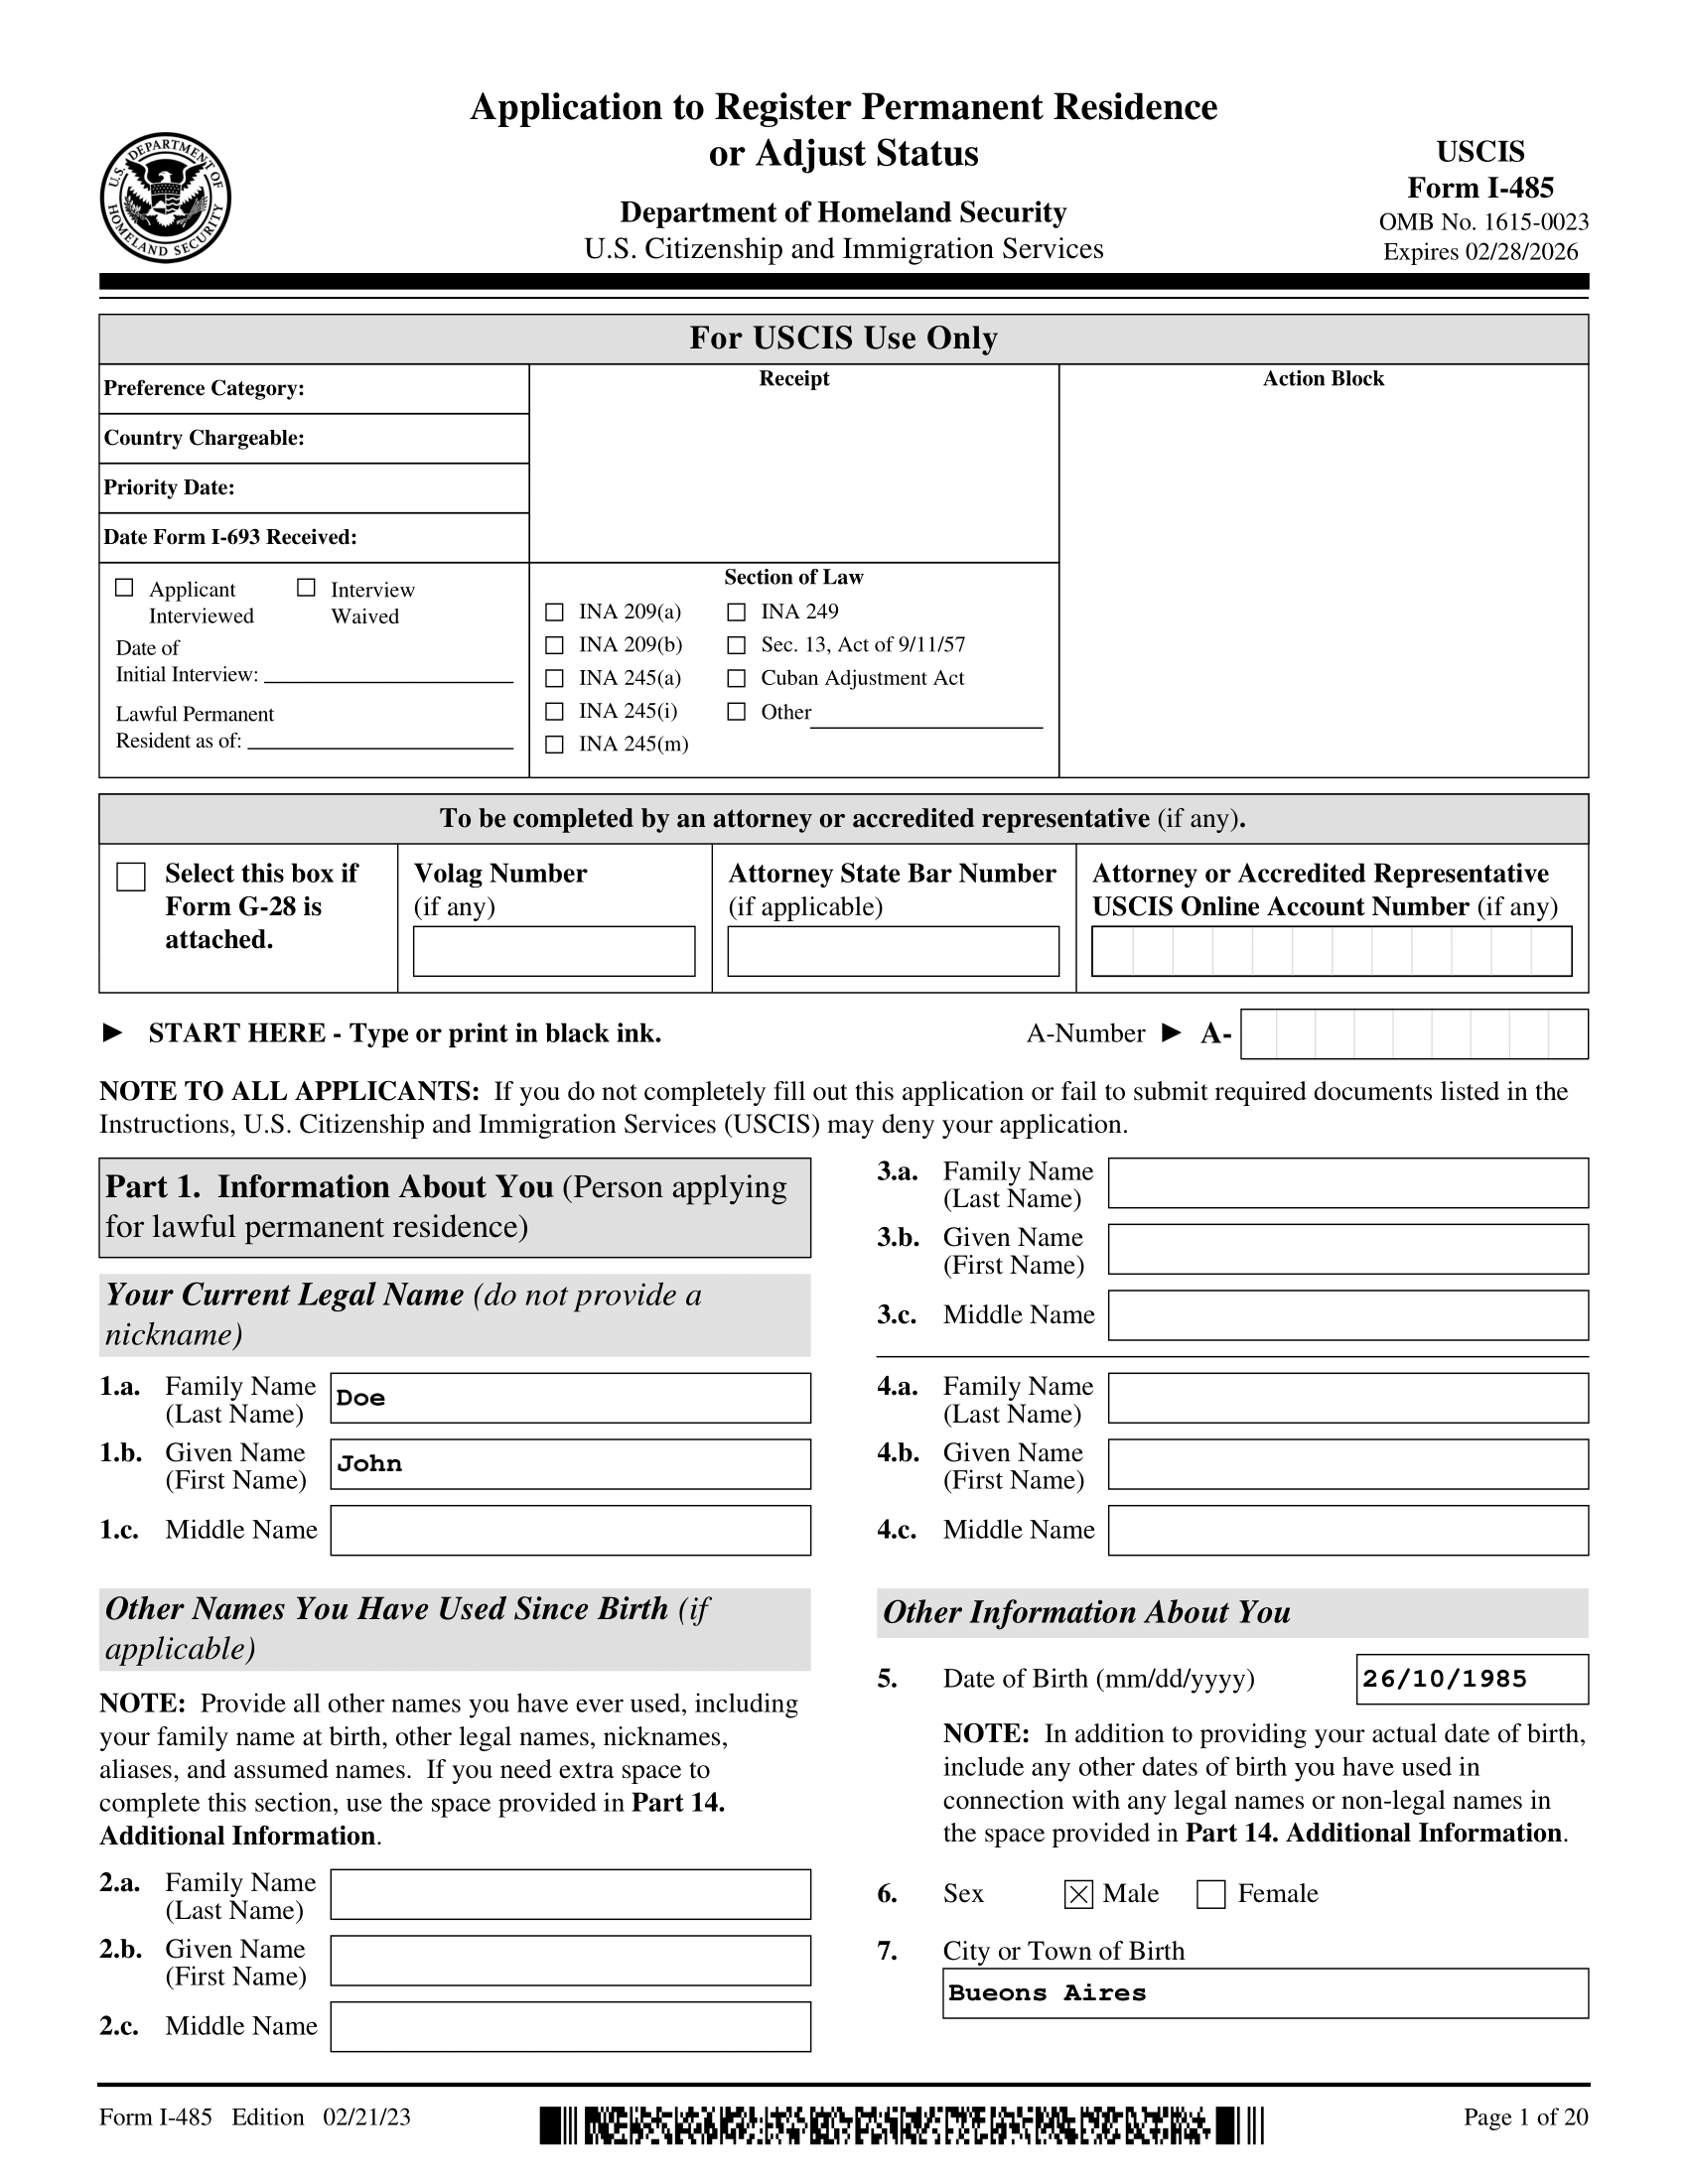 Application to Register Permanent Residence
or Adjust Status
Department of Homeland Security
U.S. Citizenship and Immigration Services
U.S. DEPARTMENT OF HOMELAND SECURITY
USCIS
Form I-485
OMB No. 1615-0023
Expires 02/28/2026
For USCIS Use Only
Preference Category:
Country Chargeable:
Priority Date:
Date Form I-693 Received:
Applicant Interviewed
Interview Waived
Date of
Initial Interview:
Lawful Permanent
Resident as of:
Receipt
Section of Law
INA 209(a)
INA 209(b)
INA 245(a)
INA 245(i)
INA 245(m)
INA 249
Sec. 13, Act of 9/11/57
Cuban Adjustment Act
Other
Action Block
To be completed by an attorney or accredited representative (if any).
Select this box if
Form G-28 is
attached.
Volag Number
(if any)
Attorney State Bar Number
(if applicable)
Attorney or Accredited Representative
USCIS Online Account Number (if any)
► START HERE - Type or print in black ink.
A-Number ► A-
NOTE TO ALL APPLICANTS: If you do not completely fill out this application or fail to submit required documents listed in the
Instructions, U.S. Citizenship and Immigration Services (USCIS) may deny your application.
Part 1. Information About You (Person applying
for lawful permanent residence)
Your Current Legal Name (do not provide a
nickname)
1.a. Family Name
(Last Name)
Doe
1.b. Given Name
(First Name)
John
1.c. Middle Name
Other Names You Have Used Since Birth (if
applicable)
NOTE: Provide all other names you have ever used, including
your family name at birth, other legal names, nicknames,
aliases, and assumed names. If you need extra space to
complete this section, use the space provided in Part 14.
Additional Information.
2.a. Family Name
(Last Name)
2.b. Given Name
(First Name)
2.c. Middle Name
3.a. Family Name
(Last Name)
3.b. Given Name
(First Name)
3.c. Middle Name
4.a. Family Name
(Last Name)
4.b. Given Name
(First Name)
4.c. Middle Name
Other Information About You
5. Date of Birth (mm/dd/yyyy) 26/10/1985
NOTE: In addition to providing your actual date of birth,
include any other dates of birth you have used in
connection with any legal names or non-legal names in
the space provided in Part 14. Additional Information.
6. Sex ☒ Male ☐ Female
7. City or Town of Birth
Bueons Aires
Form I-485 Edition 02/21/23
Page 1 of 20